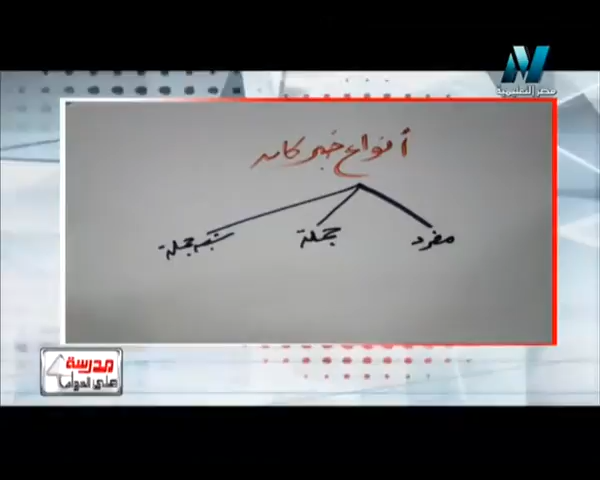 مصر التعليمية
أنواع خبر كان
مفرد جملة شبه جملة
مدرسة
على الهواء